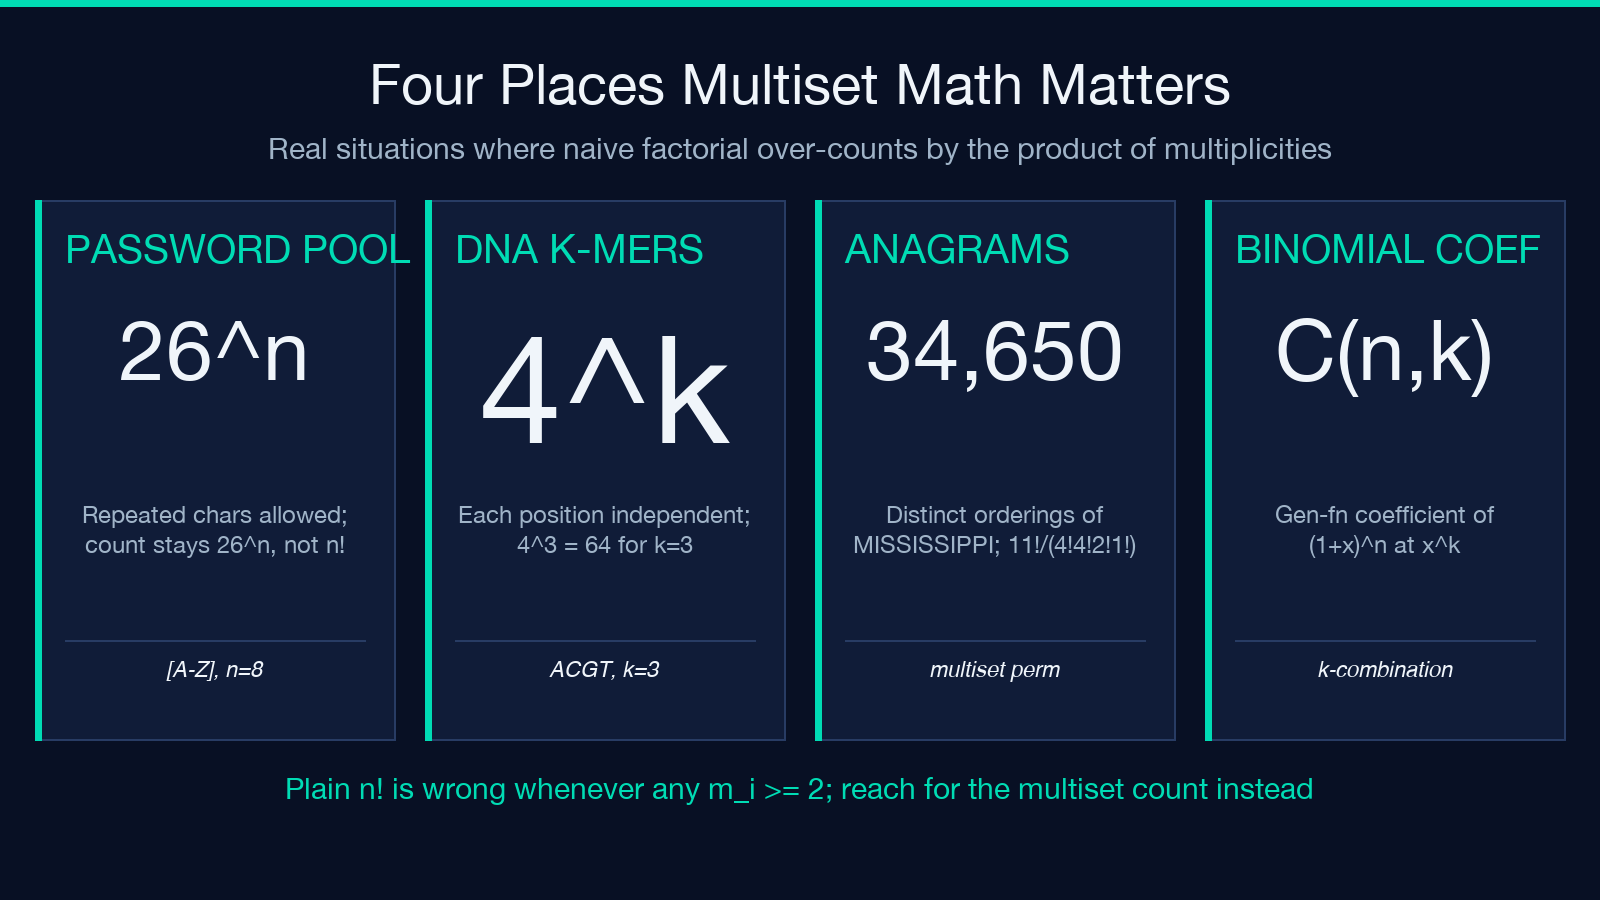 Four Places Multiset Math Matters
Real situations where naive factorial over-counts by the product of multiplicities
PASSWORD POOL
26^n
Repeated chars allowed;
count stays 26^n, not n!
[A-Z], n=8
DNA K-MERS
4^k
Each position independent;
4^3 = 64 for k=3
ACGT, k=3
ANAGRAMS
34,650
Distinct orderings of
MISSISSIPPI; 11!/(4!4!2!1!)
multiset perm
BINOMIAL COEF
C(n,k)
Gen-fn coefficient of
(1+x)^n at x^k
k-combination
Plain n! is wrong whenever any m_i >= 2; reach for the multiset count instead